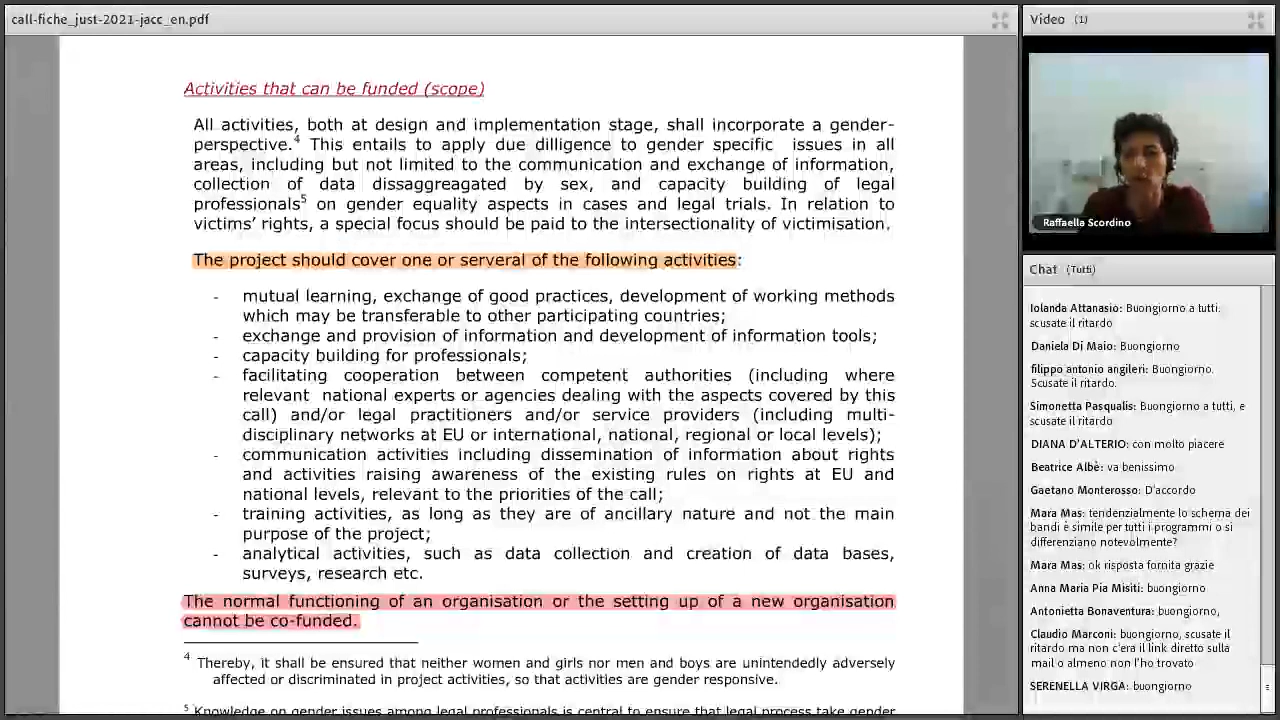 call-fiche_just-2021-jacc_en.pdf
Activities that can be funded (scope)
All activities, both at design and implementation stage, shall incorporate a gender-
perspective.4 This entails to apply due dilligence to gender specific issues in all
areas, including but not limited to the communication and exchange of information,
collection of data dissaggreagated by sex, and capacity building of legal
professionals5 on gender equality aspects in cases and legal trials. In relation to
victims' rights, a special focus should be paid to the intersectionality of victimisation.
The project should cover one or serveral of the following activities:
- mutual learning, exchange of good practices, development of working methods
which may be transferable to other participating countries;
- exchange and provision of information and development of information tools;
- capacity building for professionals;
- facilitating cooperation between competent authorities (including where
relevant national experts or agencies dealing with the aspects covered by this
call) and/or legal practitioners and/or service providers (including multi-
disciplinary networks at EU or international, national, regional or local levels);
- communication activities including dissemination of information about rights
and activities raising awareness of the existing rules on rights at EU and
national levels, relevant to the priorities of the call;
- training activities, as long as they are of ancillary nature and not the main
purpose of the project;
- analytical activities, such as data collection and creation of data bases,
surveys, research etc.
The normal functioning of an organisation or the setting up of a new organisation
cannot be co-funded.
4 Thereby, it shall be ensured that neither women and girls nor men and boys are unintendedly adversely
affected or discriminated in project activities, so that activities are gender responsive.
5 Knowledge on gender issues among legal professionals is central to ensure that legal process take gender
Video (1)
Raffaella Scordino
Chat (Tutti)
Iolanda Attanasio: Buongiorno a tutti.
scusate il ritardo
Daniela Di Maio: Buongiorno
filippo antonio angileri: Buongiorno.
Scusate il ritardo.
Simonetta Pasqualis: Buongiorno a tutti, e
scusate il ritardo
DIANA D'ALTERIO: con molto piacere
Beatrice Albè: va benissimo
Gaetano Monterosso: D'accordo
Mara Mas: tendenzialmente lo schema dei
bandi è simile per tutti i programmi o si
differenziano notevolmente?
Mara Mas: ok risposta fornita grazie
Anna Maria Pia Misiti: buongiorno
Antonietta Bonaventura: buongiorno,
Claudio Marconi: buongiorno, scusate il
ritardo ma non c'era il link diretto sulla
mail o almeno non l'ho trovato
SERENELLA VIRGA: buongiorno